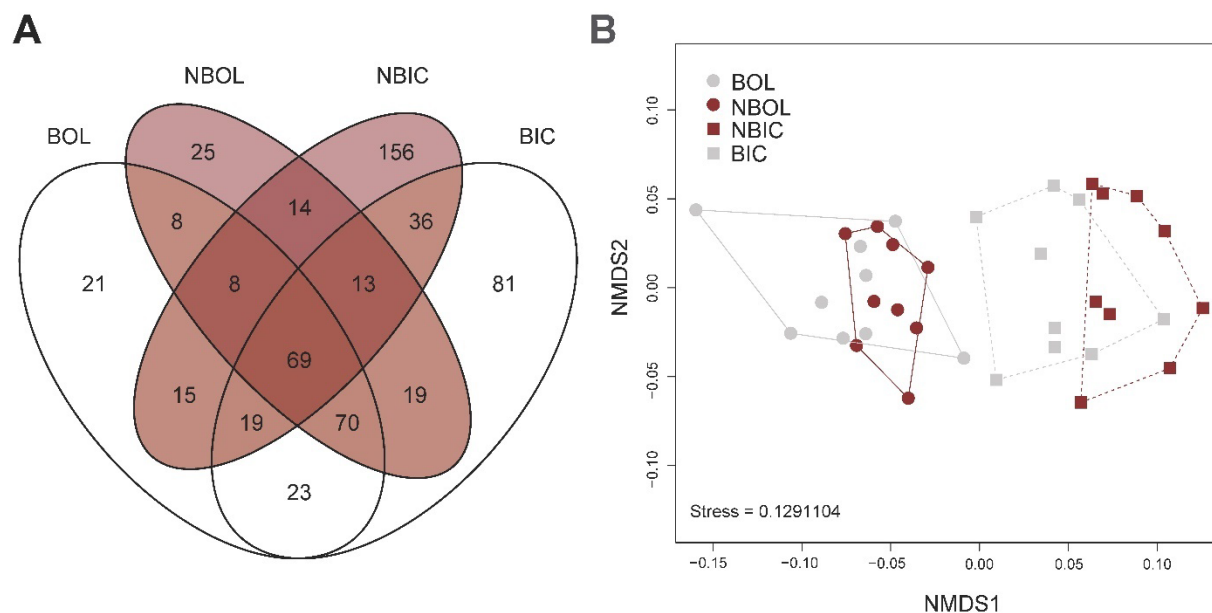 A
NBOL NBIC
BOL BIC
25 156
8 14 36
21 8 13 81
69
15 19 70 19
23
B
BOL
NBOL
NBIC
BIC
NMDS2
0.10
0.05
0.00
−0.05
−0.10
Stress = 0.1291104
−0.15 −0.10 −0.05 0.00 0.05 0.10
NMDS1